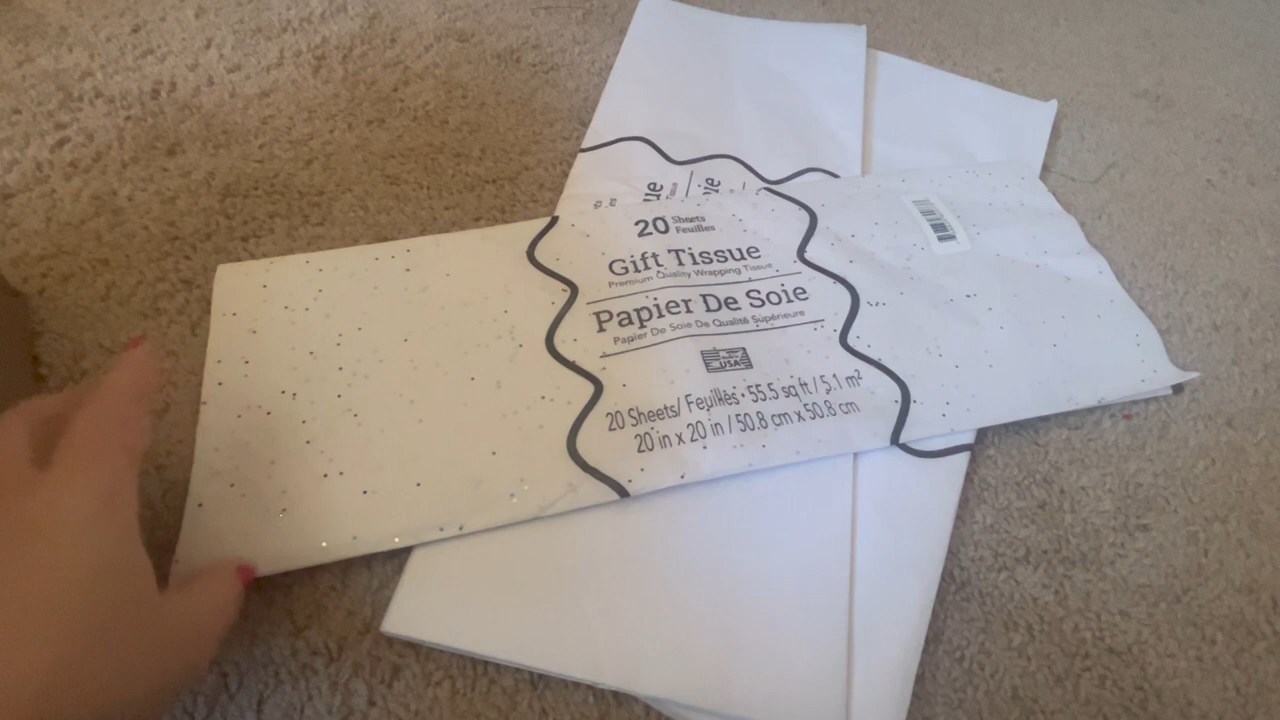 20 Sheets
Feuilles
Gift Tissue
Premium Quality Wrapping Tissue
Papier De Soie
Papier De Soie De Qualité Supérieure
USA
20 Sheets/ Feuilles • 55.5 sq ft / 5.1 m²
20 in x 20 in / 50.8 cm x 50.8 cm